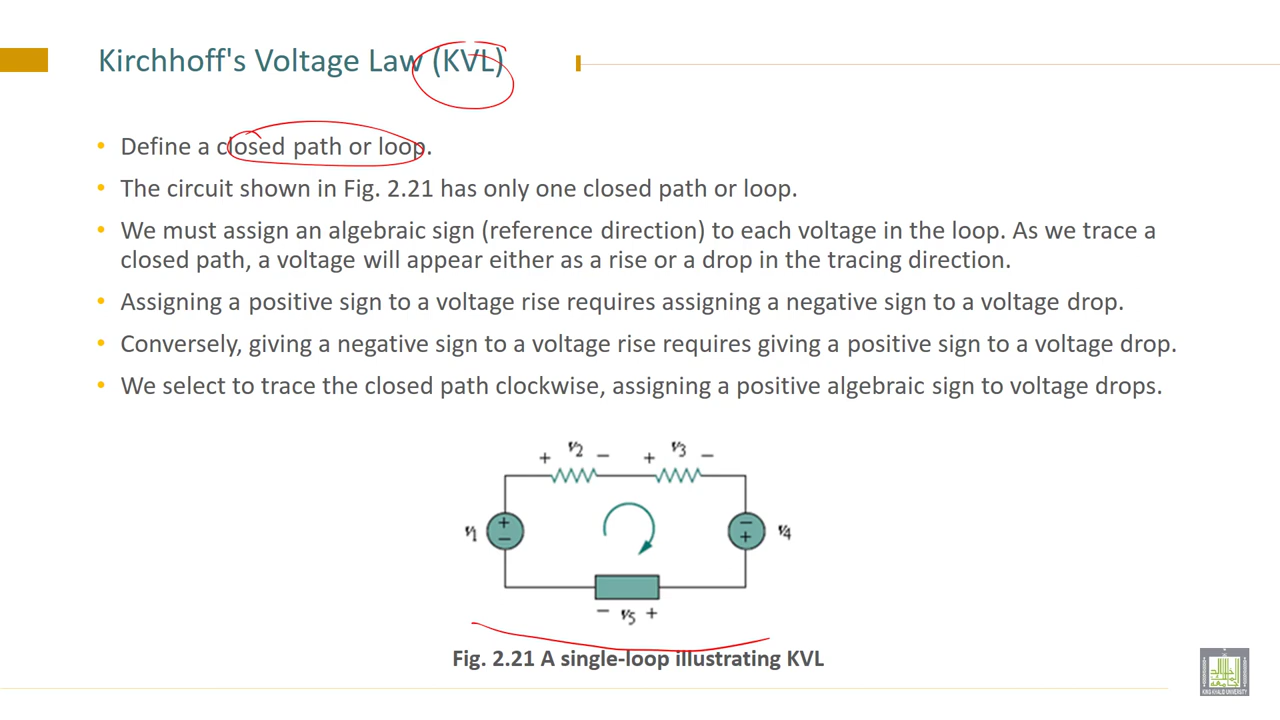 Kirchhoff's Voltage Law (KVL)
• Define a closed path or loop.
• The circuit shown in Fig. 2.21 has only one closed path or loop.
• We must assign an algebraic sign (reference direction) to each voltage in the loop. As we trace a
closed path, a voltage will appear either as a rise or a drop in the tracing direction.
• Assigning a positive sign to a voltage rise requires assigning a negative sign to a voltage drop.
• Conversely, giving a negative sign to a voltage rise requires giving a positive sign to a voltage drop.
• We select to trace the closed path clockwise, assigning a positive algebraic sign to voltage drops.
+ v2 − + v3 −
v1 + − − + v4
− v5 +
Fig. 2.21 A single-loop illustrating KVL
KING KHALID UNIVERSITY